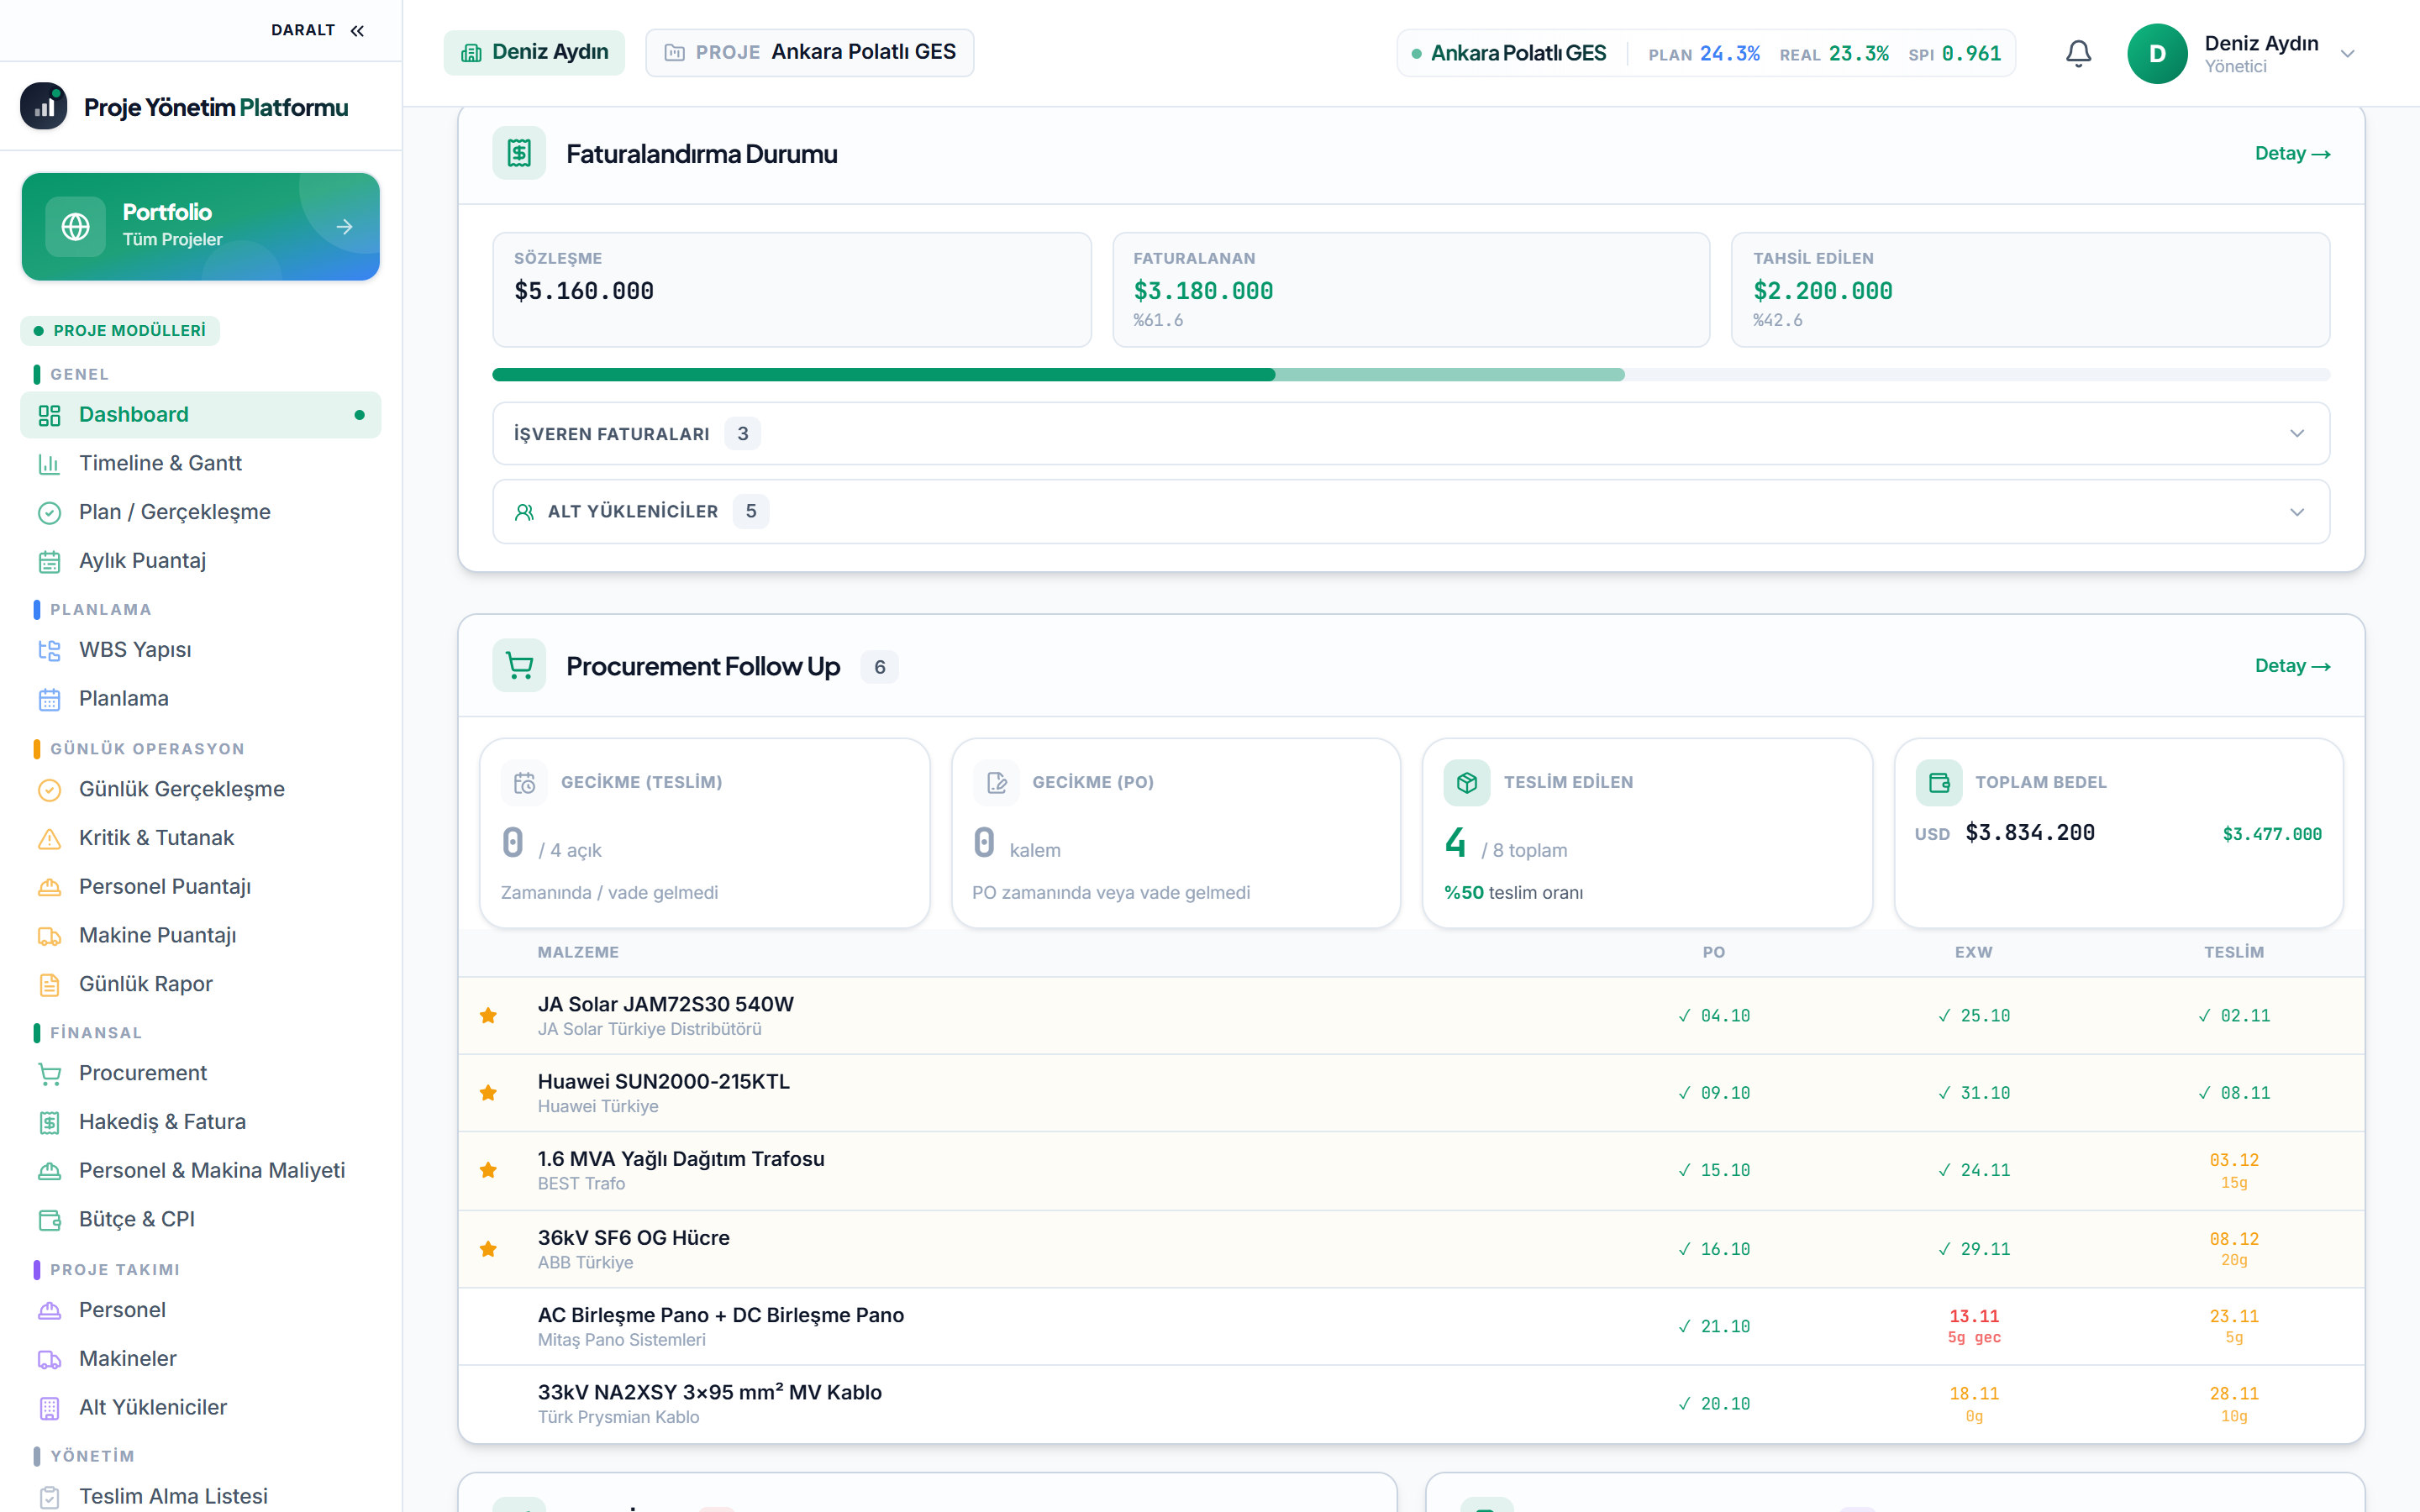 DARALT
Proje Yönetim Platformu
Portfolio
Tüm Projeler
PROJE MODÜLLERİ
GENEL
Dashboard
Timeline & Gantt
Plan / Gerçekleşme
Aylık Puantaj
PLANLAMA
WBS Yapısı
Planlama
GÜNLÜK OPERASYON
Günlük Gerçekleşme
Kritik & Tutanak
Personel Puantajı
Makine Puantajı
Günlük Rapor
FİNANSAL
Procurement
Hakediş & Fatura
Personel & Makina Maliyeti
Bütçe & CPI
PROJE TAKIMI
Personel
Makineler
Alt Yükleniciler
YÖNETİM
Teslim Alma Listesi
Deniz Aydın
PROJE Ankara Polatlı GES
Ankara Polatlı GES PLAN 24.3% REAL 23.3% SPI 0.961
D
Deniz Aydın
Yönetici
Faturalandırma Durumu
Detay →
SÖZLEŞME
$5.160.000
FATURALANAN
$3.180.000
%61.6
TAHSİL EDİLEN
$2.200.000
%42.6
İŞVEREN FATURALARI 3
ALT YÜKLENİCİLER 5
Procurement Follow Up 6
Detay →
GECİKME (TESLİM)
0 / 4 açık
Zamanında / vade gelmedi
GECİKME (PO)
0 kalem
PO zamanında veya vade gelmedi
TESLİM EDİLEN
4 / 8 toplam
%50 teslim oranı
TOPLAM BEDEL
USD $3.834.200 $3.477.000
MALZEME PO EXW TESLİM
JA Solar JAM72S30 540W
JA Solar Türkiye Distribütörü
✓ 04.10 ✓ 25.10 ✓ 02.11
Huawei SUN2000-215KTL
Huawei Türkiye
✓ 09.10 ✓ 31.10 ✓ 08.11
1.6 MVA Yağlı Dağıtım Trafosu
BEST Trafo
✓ 15.10 ✓ 24.11 03.12
15g
36kV SF6 OG Hücre
ABB Türkiye
✓ 16.10 ✓ 29.11 08.12
20g
AC Birleşme Pano + DC Birleşme Pano
Mitaş Pano Sistemleri
✓ 21.10 13.11 23.11
5g gec 5g
33kV NA2XSY 3×95 mm² MV Kablo
Türk Prysmian Kablo
✓ 20.10 18.11 28.11
0g 10g